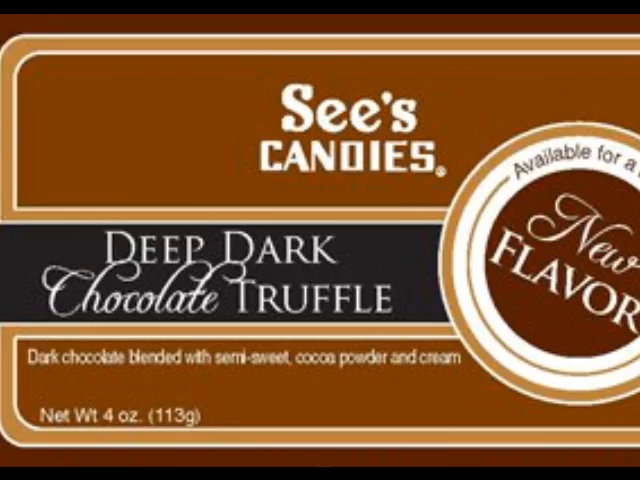 See's
CANDIES®
Available for a
New
FLAVOR
DEEP DARK
Chocolate TRUFFLE
Dark chocolate blended with semi-sweet, cocoa powder and cream
Net Wt 4 oz. (113g)